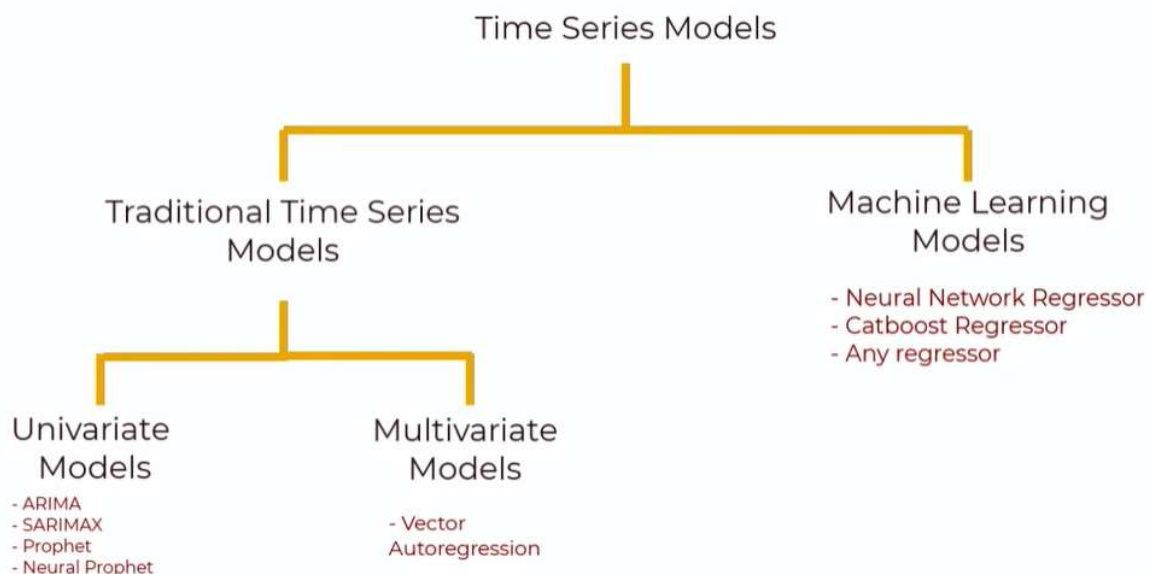 Time Series Models
Traditional Time Series
Models
Machine Learning
Models
- Neural Network Regressor
- Catboost Regressor
- Any regressor
Univariate
Models
- ARIMA
- SARIMAX
- Prophet
- Neural Prophet
Multivariate
Models
- Vector
Autoregression